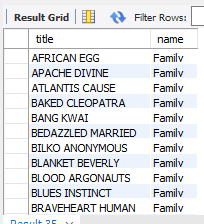 Result Grid Filter Rows:
title name
AFRICAN EGG Family
APACHE DIVINE Family
ATLANTIS CAUSE Family
BAKED CLEOPATRA Family
BANG KWAI Family
BEDAZZLED MARRIED Family
BILKO ANONYMOUS Family
BLANKET BEVERLY Family
BLOOD ARGONAUTS Family
BLUES INSTINCT Family
BRAVEHEART HUMAN Family
Result 35